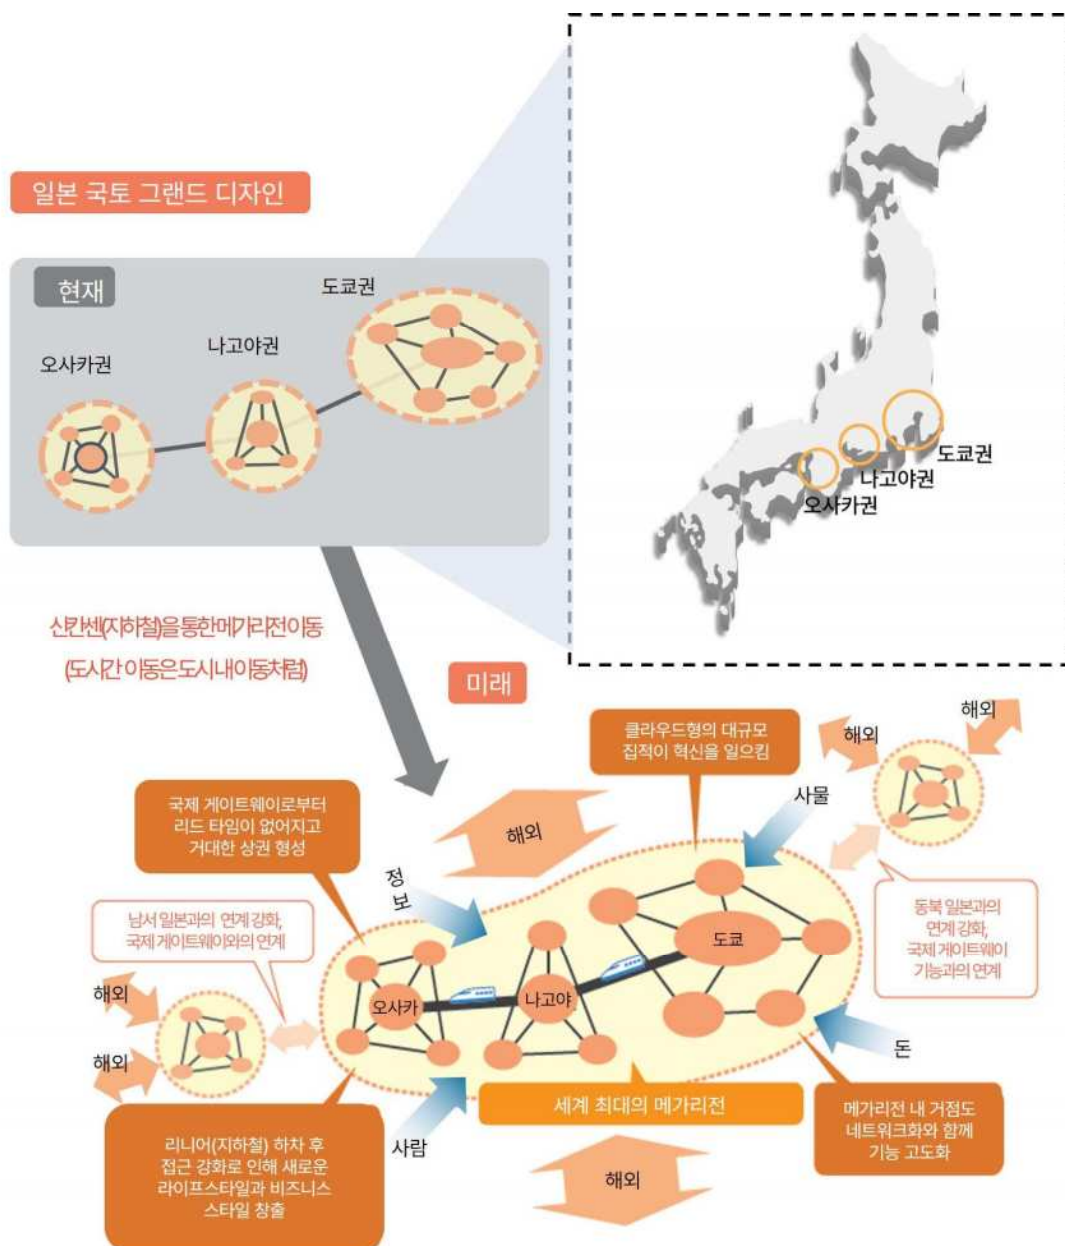 일본 국토 그랜드 디자인
현재
오사카권
나고야권
도쿄권
도쿄권
나고야권
오사카권
신칸센(지하철)을 통한 메가리전 이동
(도시간 이동은 도시 내 이동처럼)
미래
클라우드형의 대규모
집적이 혁신을 일으킴
해외
해외
사물
국제 게이트웨이로부터
리드 타임이 없어지고
거대한 상권 형성
해외
정
보
남서 일본과의 연계 강화,
국제 게이트웨이와의 연계
동북 일본과의
연계 강화,
국제 게이트웨이
기능과의 연계
도쿄
나고야
오사카
해외
해외
돈
사람
세계 최대의 메가리전
메가리전 내 거점도
네트워크화와 함께
기능 고도화
리니어(지하철) 하차 후
접근 강화로 인해 새로운
라이프스타일과 비즈니스
스타일 창출
해외